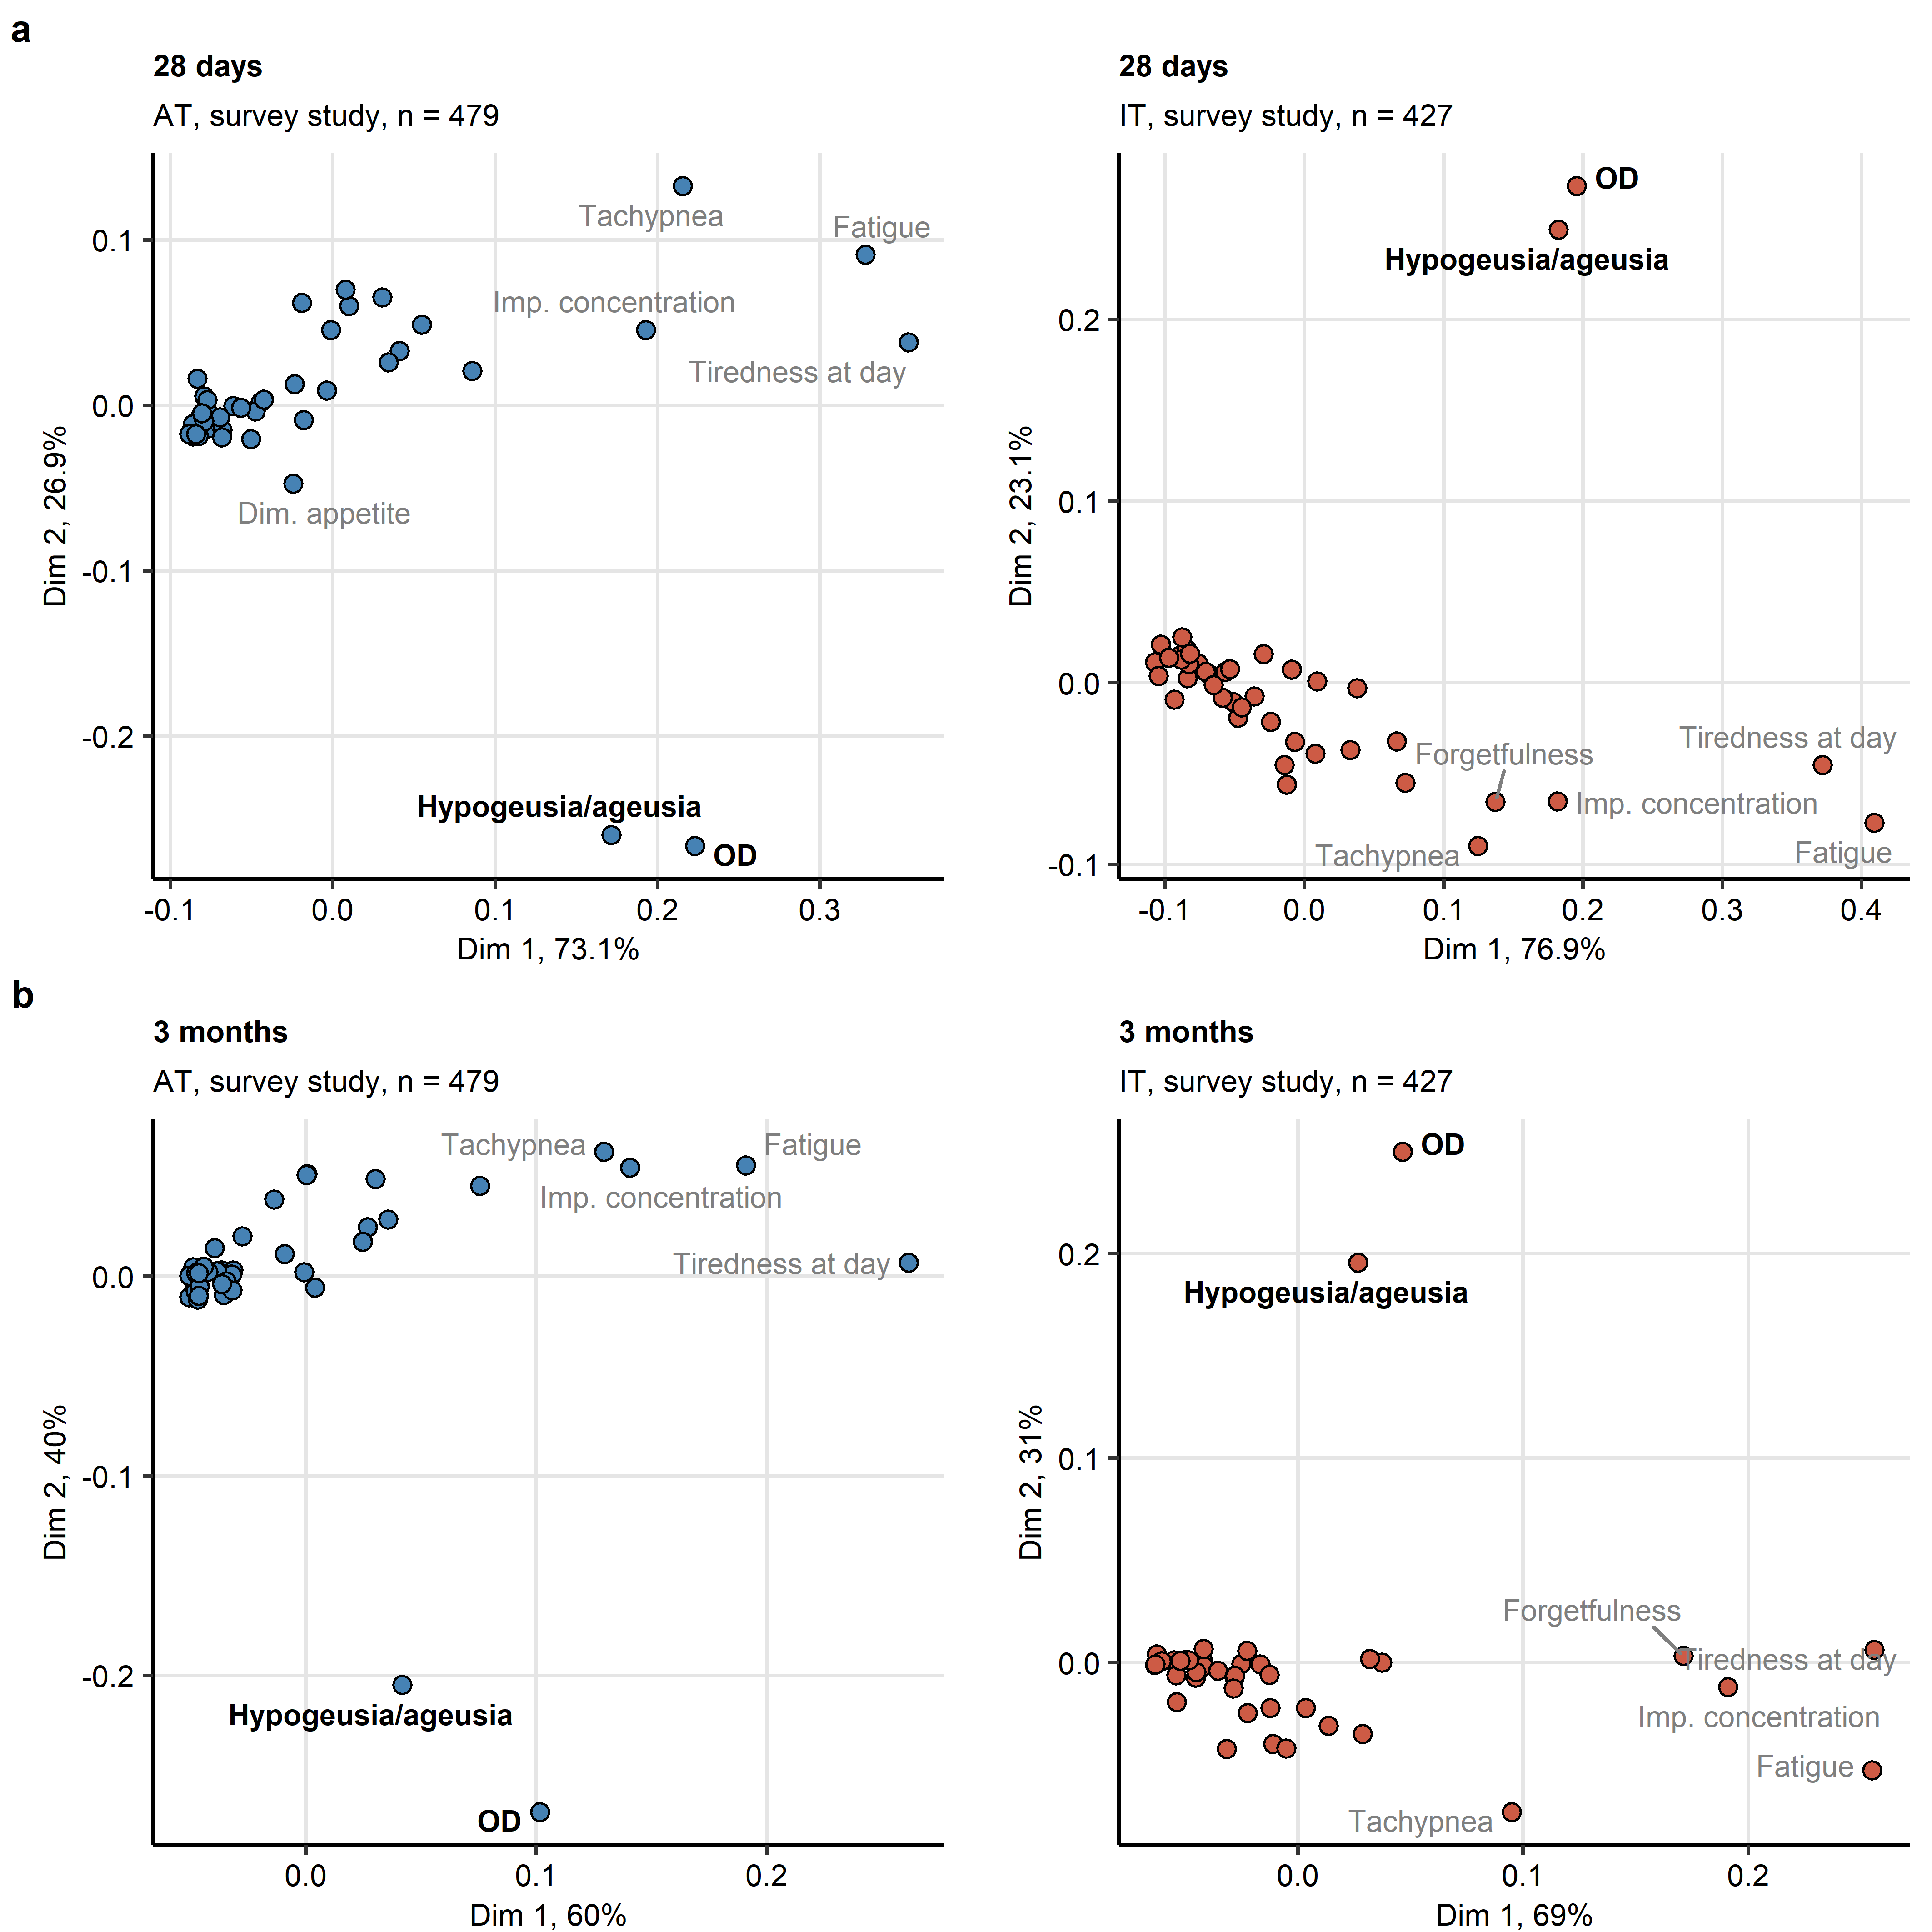 a
28 days
AT, survey study, n = 479
Tachypnea
Fatigue
Imp. concentration
Tiredness at day
Dim. appetite
Hypogeusia/ageusia
OD
0.1
0.0
-0.1
-0.2
Dim 2, 26.9%
-0.1
0.0
0.1
0.2
0.3
Dim 1, 73.1%
28 days
IT, survey study, n = 427
OD
Hypogeusia/ageusia
Tiredness at day
Forgetfulness
Imp. concentration
Tachypnea
Fatigue
0.2
0.1
0.0
-0.1
Dim 2, 23.1%
-0.1
0.0
0.1
0.2
0.3
0.4
Dim 1, 76.9%
b
3 months
AT, survey study, n = 479
Tachypnea
Fatigue
Imp. concentration
Tiredness at day
Hypogeusia/ageusia
OD
0.0
-0.1
-0.2
Dim 2, 40%
0.0
0.1
0.2
Dim 1, 60%
3 months
IT, survey study, n = 427
OD
Hypogeusia/ageusia
Forgetfulness
Tiredness at day
Imp. concentration
Fatigue
Tachypnea
0.2
0.1
0.0
Dim 2, 31%
0.0
0.1
0.2
Dim 1, 69%